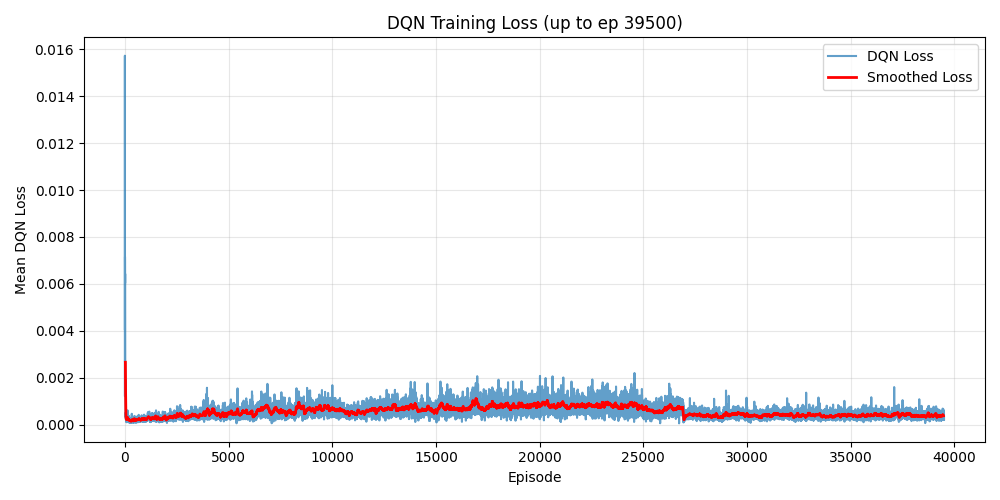 DQN Training Loss (up to ep 39500)
DQN Loss
Smoothed Loss
Mean DQN Loss
0.016
0.014
0.012
0.010
0.008
0.006
0.004
0.002
0.000
0 5000 10000 15000 20000 25000 30000 35000 40000
Episode